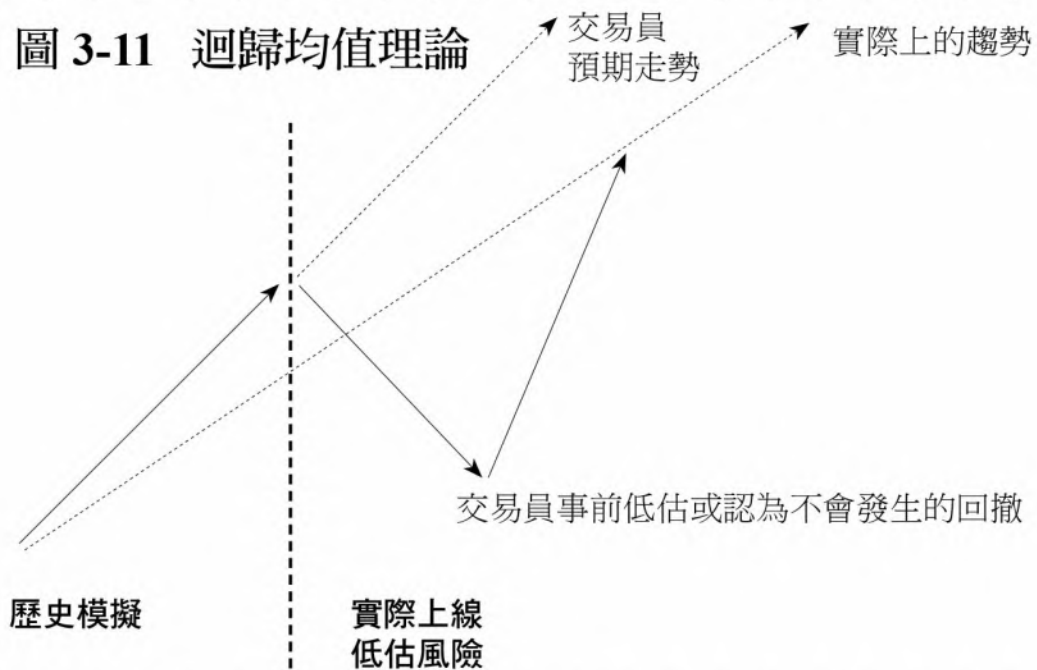 圖 3-11 迴歸均值理論
交易員
預期走勢
實際上的趨勢
交易員事前低估或認為不會發生的回撤
歷史模擬
實際上線
低估風險